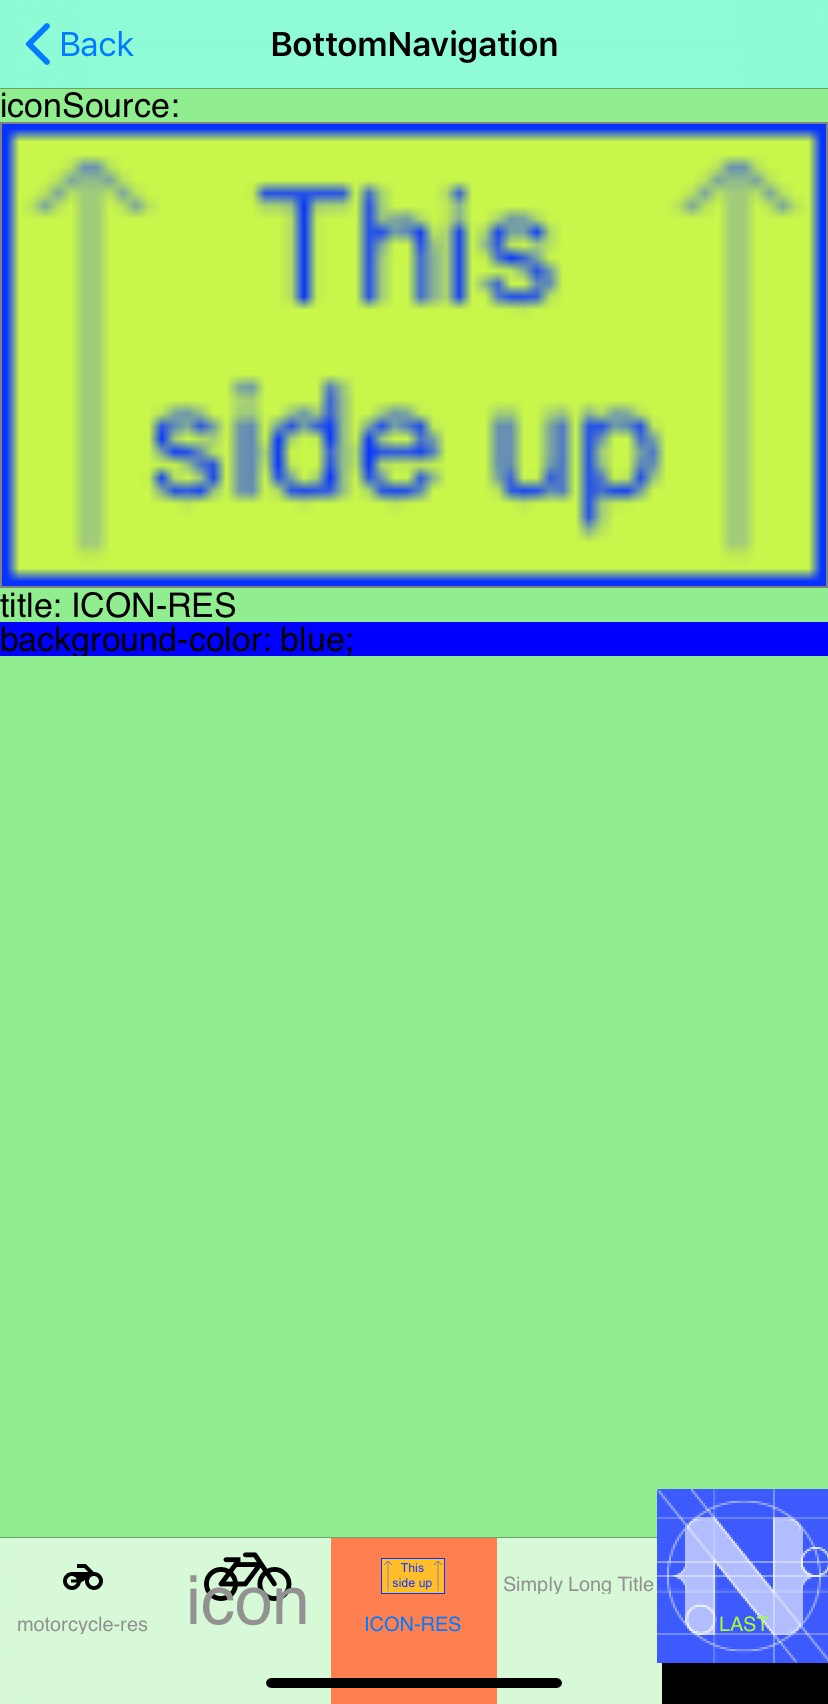 Back
BottomNavigation
iconSource:
This
side up
title: ICON-RES
background-color: blue;
motorcycle-res
icon
This
side up
ICON-RES
Simply Long Title
N
LAST